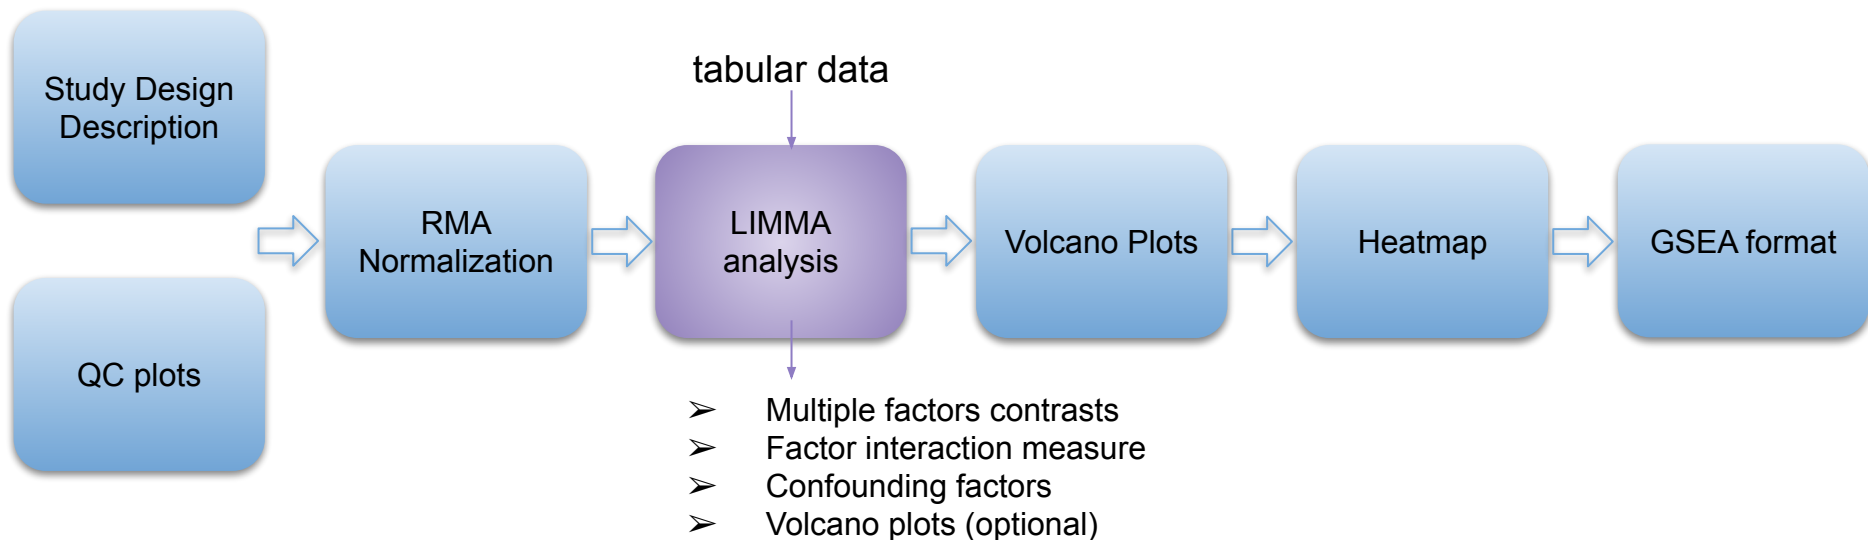 Study Design
Description
QC plots
RMA
Normalization
tabular data
LIMMA
analysis
➢ Multiple factors contrasts
➢ Factor interaction measure
➢ Confounding factors
➢ Volcano plots (optional)
Volcano Plots
Heatmap
GSEA format